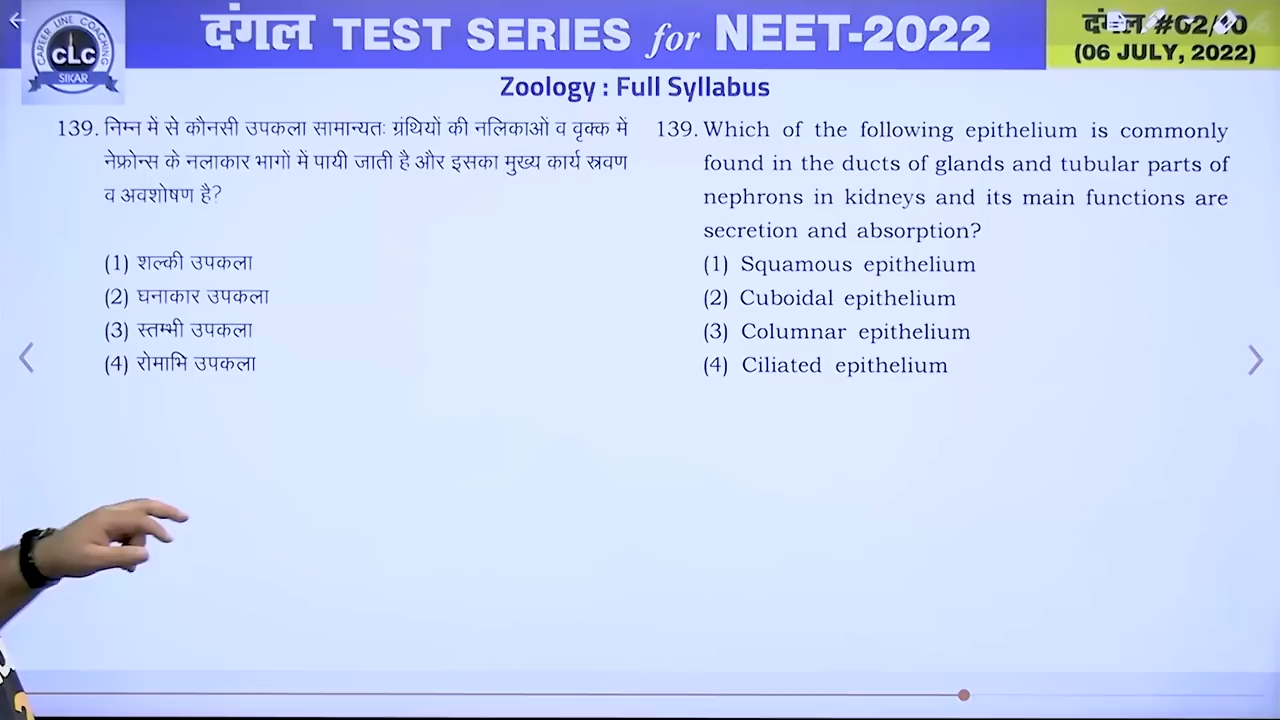 दंगल TEST SERIES for NEET-2022
दंगल #02/10
(06 JULY, 2022)
CAREER LINE COACHING
CLC
SIKAR
Zoology : Full Syllabus
139. निम्न में से कौनसी उपकला सामान्यतः ग्रंथियों की नलिकाओं व वृक्क में
नेफ्रोन्स के नलाकार भागों में पायी जाती है और इसका मुख्य कार्य स्रवण
व अवशोषण है?
(1) शल्की उपकला
(2) घनाकार उपकला
(3) स्तम्भी उपकला
(4) रोमाभि उपकला
139. Which of the following epithelium is commonly
found in the ducts of glands and tubular parts of
nephrons in kidneys and its main functions are
secretion and absorption?
(1) Squamous epithelium
(2) Cuboidal epithelium
(3) Columnar epithelium
(4) Ciliated epithelium